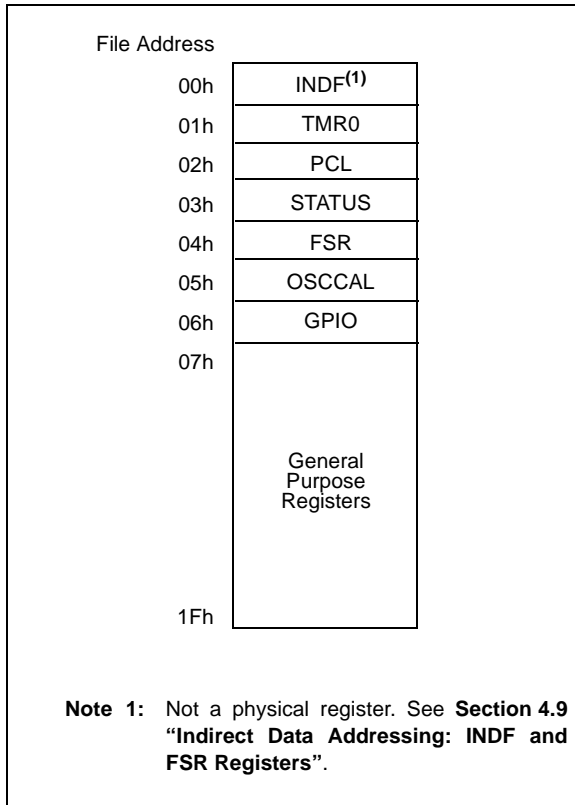 File Address
00h INDF(1)
01h TMR0
02h PCL
03h STATUS
04h FSR
05h OSCCAL
06h GPIO
07h
General
Purpose
Registers
1Fh
Note 1: Not a physical register. See Section 4.9
“Indirect Data Addressing: INDF and
FSR Registers”.